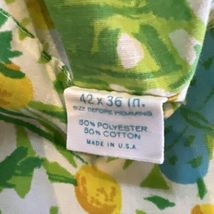 42 x 36 in.
SIZE BEFORE HEMMING
50% POLYESTER
50% COTTON
MADE IN U.S.A